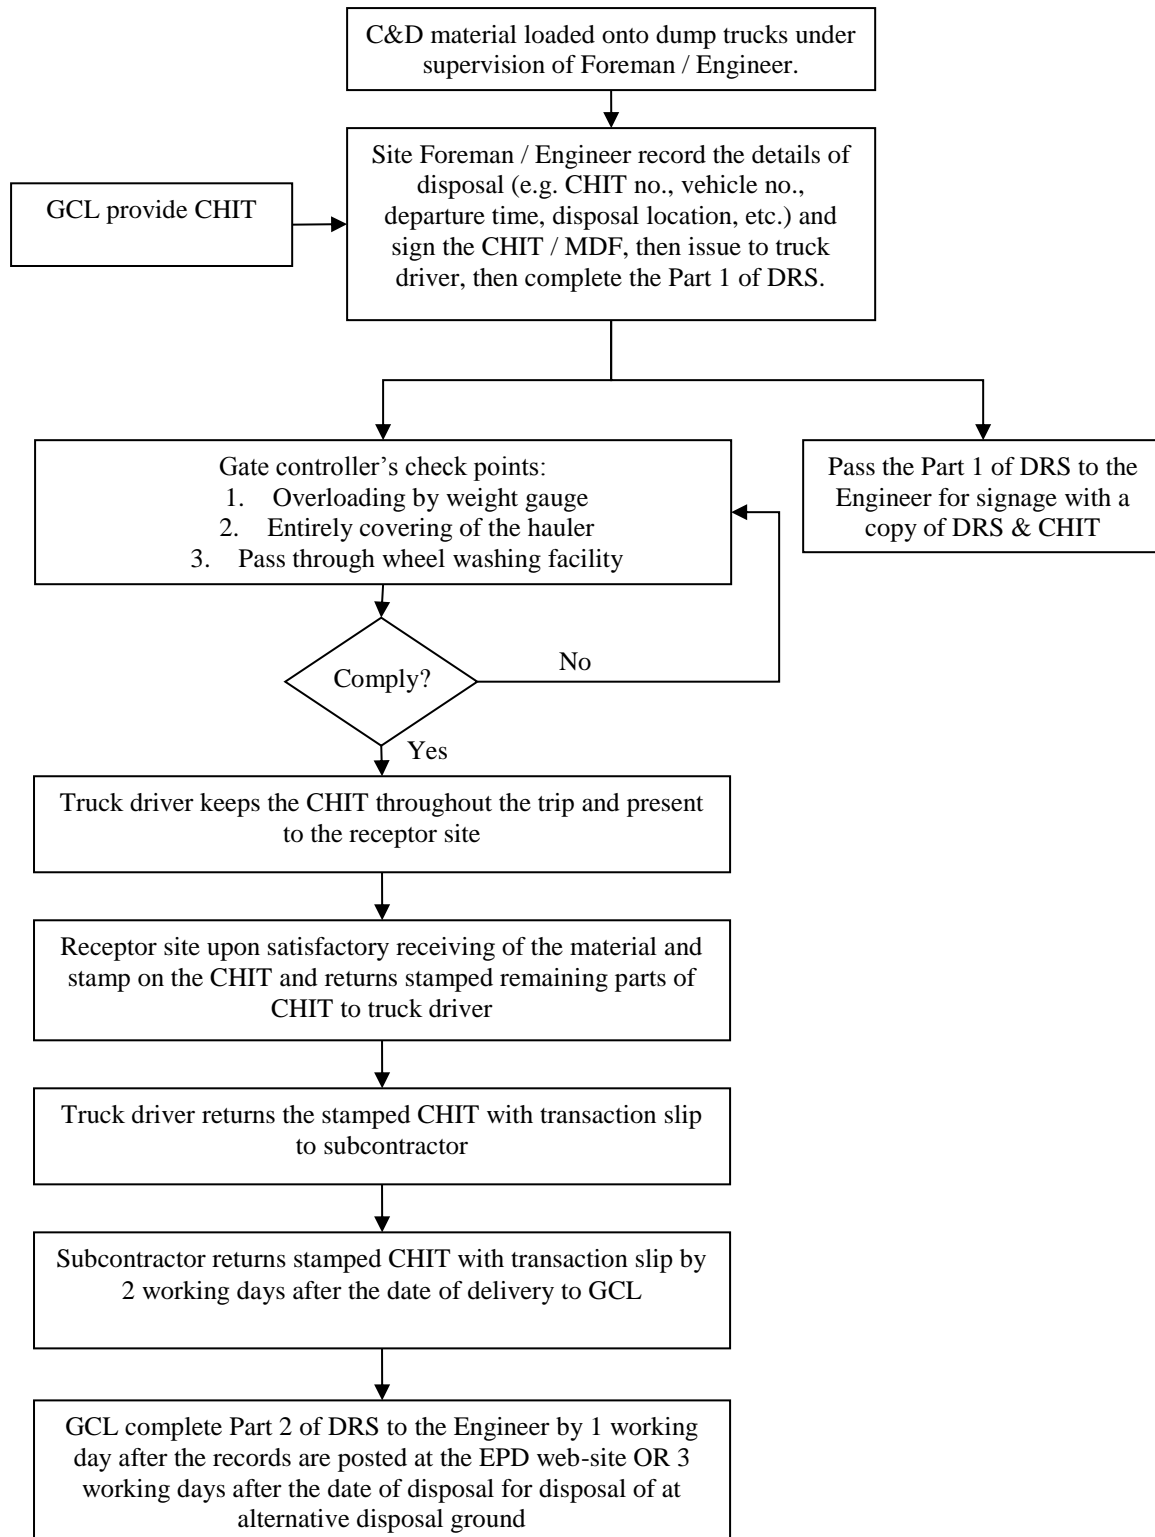 C&D material loaded onto dump trucks under
supervision of Foreman / Engineer.
Site Foreman / Engineer record the details of
disposal (e.g. CHIT no., vehicle no.,
departure time, disposal location, etc.) and
sign the CHIT / MDF, then issue to truck
driver, then complete the Part 1 of DRS.
GCL provide CHIT
Gate controller’s check points:
1. Overloading by weight gauge
2. Entirely covering of the hauler
3. Pass through wheel washing facility
Pass the Part 1 of DRS to the
Engineer for signage with a
copy of DRS & CHIT
Comply?
No
Yes
Truck driver keeps the CHIT throughout the trip and present
to the receptor site
Receptor site upon satisfactory receiving of the material and
stamp on the CHIT and returns stamped remaining parts of
CHIT to truck driver
Truck driver returns the stamped CHIT with transaction slip
to subcontractor
Subcontractor returns stamped CHIT with transaction slip by
2 working days after the date of delivery to GCL
GCL complete Part 2 of DRS to the Engineer by 1 working
day after the records are posted at the EPD web-site OR 3
working days after the date of disposal for disposal of at
alternative disposal ground